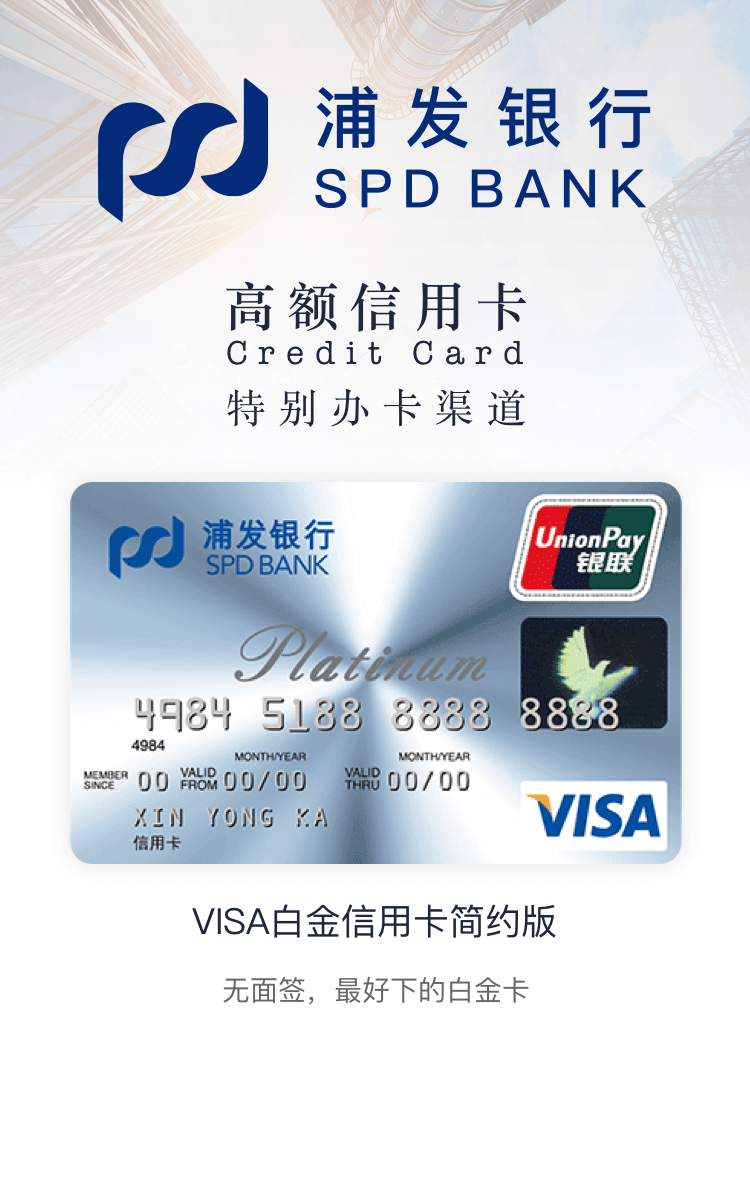 浦发银行
SPD BANK
高额信用卡
Credit Card
特别办卡渠道
浦发银行
SPD BANK
UnionPay
银联
Platinum
4984 5188 8888 8888
4984
MONTH/YEAR MONTH/YEAR
MEMBER SINCE 00 VALID FROM 00/00 VALID THRU 00/00
XIN YONG KA
信用卡
VISA
VISA白金信用卡简约版
无面签，最好下的白金卡